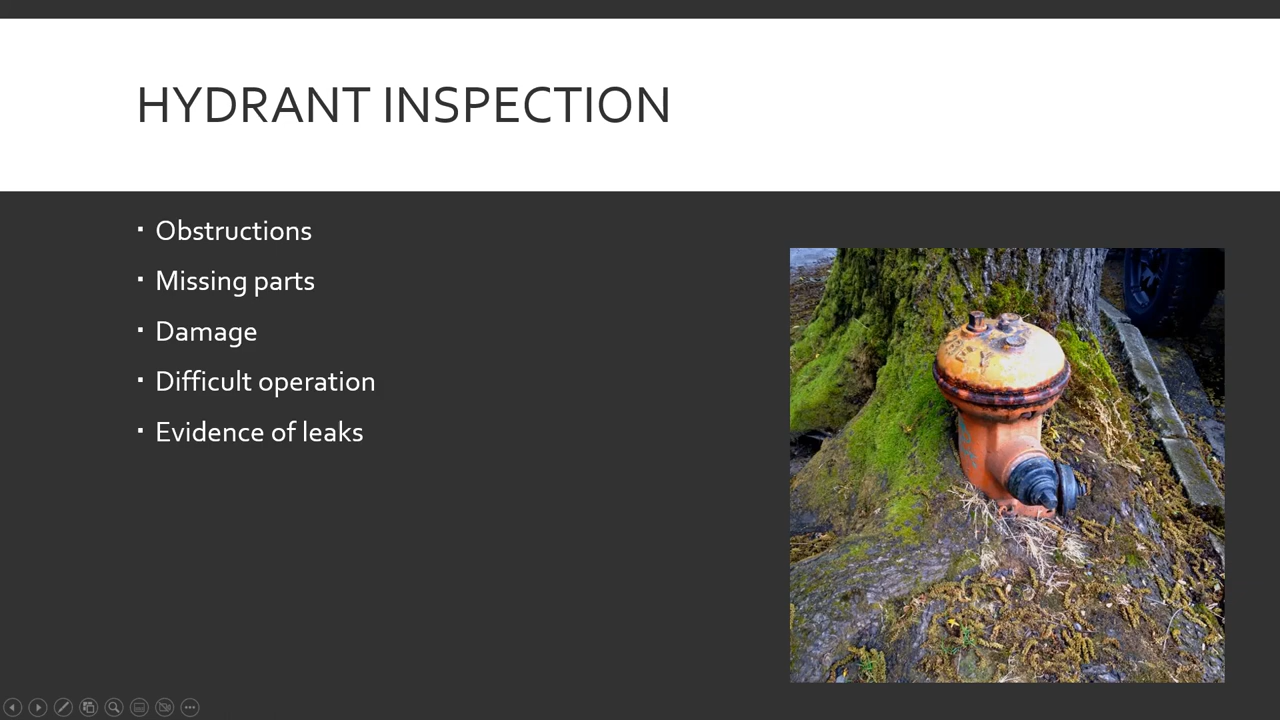 HYDRANT INSPECTION
▪ Obstructions
▪ Missing parts
▪ Damage
▪ Difficult operation
▪ Evidence of leaks